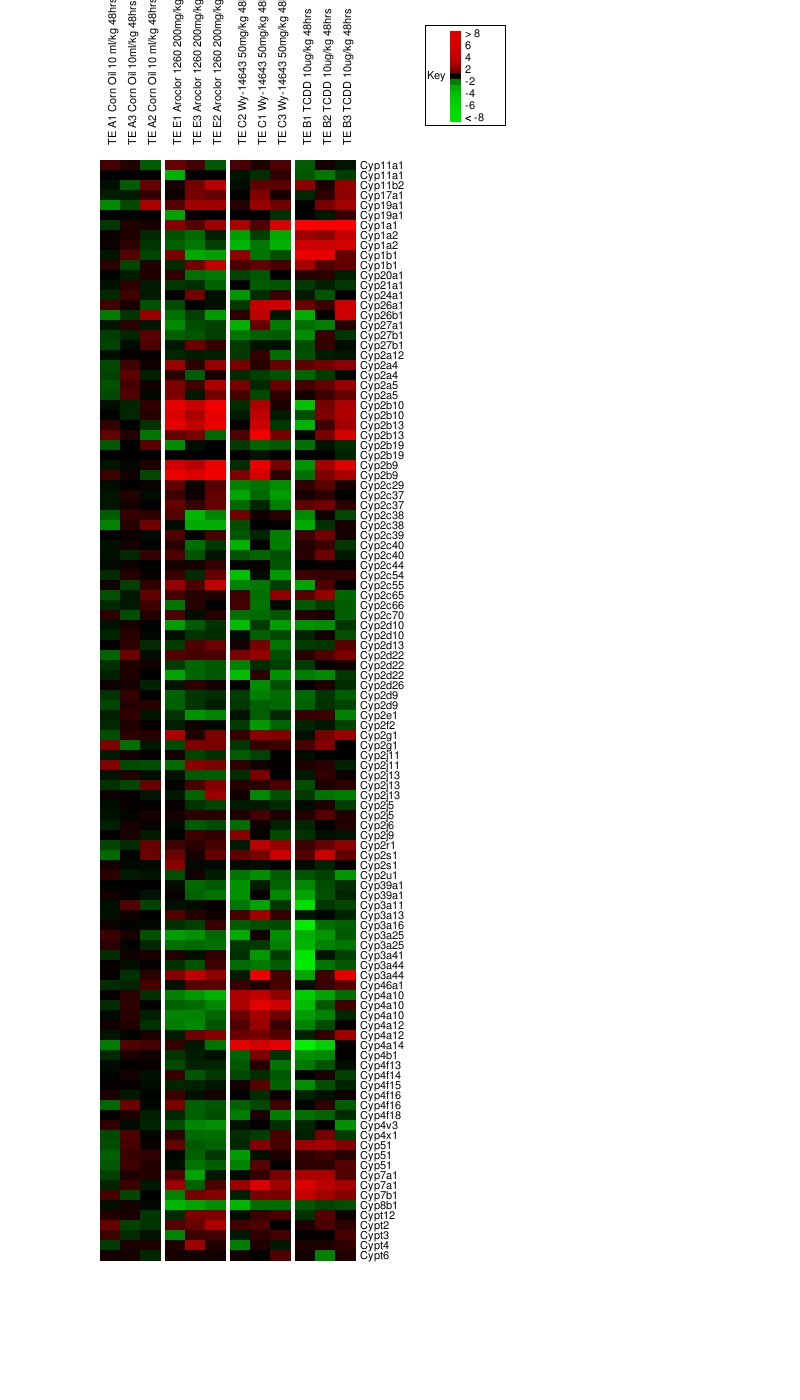 TE A1 Corn Oil 10 ml/kg 48hrs
TE A3 Corn Oil 10ml/kg 48hrs
TE A2 Corn Oil 10 ml/kg 48hrs
TE E1 Aroclor 1260 200mg/kg
TE E3 Aroclor 1260 200mg/kg
TE E2 Aroclor 1260 200mg/kg
TE C2 Wy-14643 50mg/kg 48
TE C1 Wy-14643 50mg/kg 48
TE C3 Wy-14643 50mg/kg 48
TE B1 TCDD 10ug/kg 48hrs
TE B2 TCDD 10ug/kg 48hrs
TE B3 TCDD 10ug/kg 48hrs
Key
> 8
6
4
2
-2
-4
-6
< -8
Cyp11a1
Cyp11a1
Cyp11b2
Cyp17a1
Cyp19a1
Cyp19a1
Cyp1a1
Cyp1a2
Cyp1a2
Cyp1b1
Cyp1b1
Cyp20a1
Cyp21a1
Cyp24a1
Cyp26a1
Cyp26b1
Cyp27a1
Cyp27b1
Cyp27b1
Cyp2a12
Cyp2a4
Cyp2a4
Cyp2a5
Cyp2a5
Cyp2b10
Cyp2b10
Cyp2b13
Cyp2b13
Cyp2b19
Cyp2b19
Cyp2b9
Cyp2b9
Cyp2c29
Cyp2c37
Cyp2c37
Cyp2c38
Cyp2c38
Cyp2c39
Cyp2c40
Cyp2c40
Cyp2c44
Cyp2c54
Cyp2c55
Cyp2c65
Cyp2c66
Cyp2c70
Cyp2d10
Cyp2d10
Cyp2d13
Cyp2d22
Cyp2d22
Cyp2d22
Cyp2d26
Cyp2d9
Cyp2d9
Cyp2e1
Cyp2f2
Cyp2g1
Cyp2g1
Cyp2j11
Cyp2j11
Cyp2j13
Cyp2j13
Cyp2j13
Cyp2j5
Cyp2j5
Cyp2j6
Cyp2j9
Cyp2r1
Cyp2s1
Cyp2s1
Cyp2u1
Cyp39a1
Cyp39a1
Cyp3a11
Cyp3a13
Cyp3a16
Cyp3a25
Cyp3a25
Cyp3a41
Cyp3a44
Cyp3a44
Cyp46a1
Cyp4a10
Cyp4a10
Cyp4a10
Cyp4a12
Cyp4a12
Cyp4a14
Cyp4b1
Cyp4f13
Cyp4f14
Cyp4f15
Cyp4f16
Cyp4f16
Cyp4f18
Cyp4v3
Cyp4x1
Cyp51
Cyp51
Cyp51
Cyp7a1
Cyp7a1
Cyp7b1
Cyp8b1
Cypt12
Cypt2
Cypt3
Cypt4
Cypt6